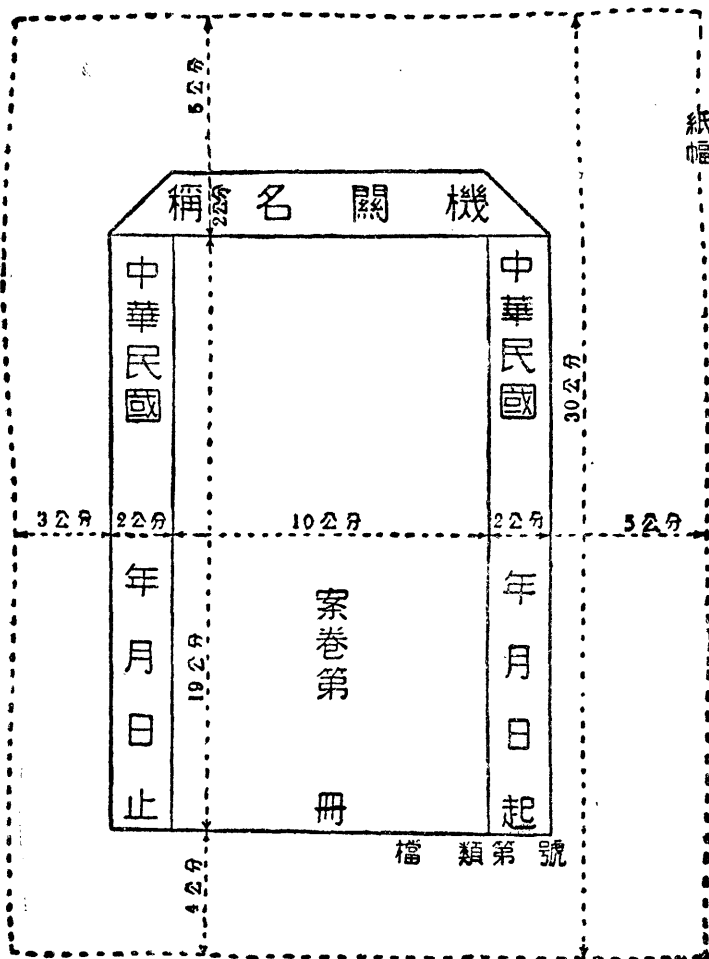 紙幅
5公分
機關名稱
2公分
中華民國　年月日起
30公分
案卷第　冊
中華民國　年月日止
3公分
2公分
10公分
2公分
5公分
19公分
檔　類第　號
4公分